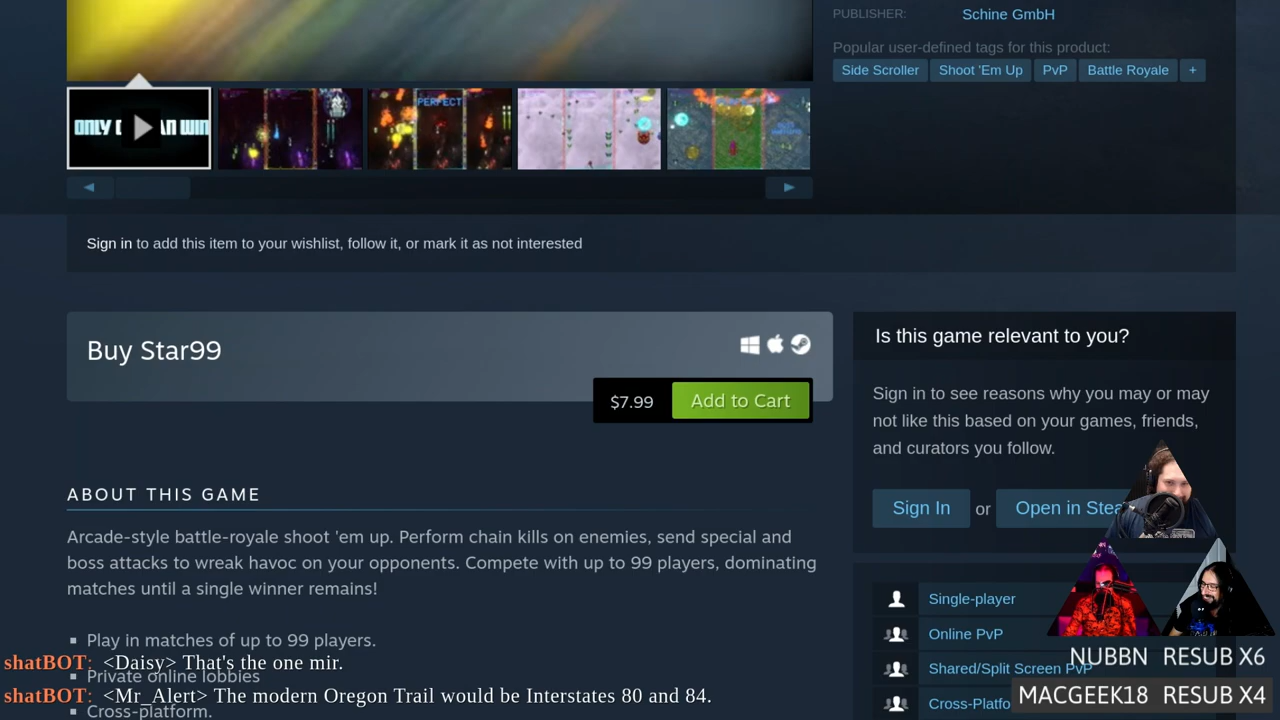 PUBLISHER: Schine GmbH
Popular user-defined tags for this product:
Side Scroller Shoot 'Em Up PvP Battle Royale +
PERFECT
Sign in to add this item to your wishlist, follow it, or mark it as not interested
Buy Star99
$7.99 Add to Cart
ABOUT THIS GAME
Arcade-style battle-royale shoot 'em up. Perform chain kills on enemies, send special and
boss attacks to wreak havoc on your opponents. Compete with up to 99 players, dominating
matches until a single winner remains!
Play in matches of up to 99 players.
Private online lobbies
Cross-platform.
Is this game relevant to you?
Sign in to see reasons why you may or may
not like this based on your games, friends,
and curators you follow.
Sign In or Open in Stea
Single-player
Online PvP
Shared/Split Screen PvP
Cross-Platfo
shatBOT: <Daisy> That's the one mir.
shatBOT: <Mr_Alert> The modern Oregon Trail would be Interstates 80 and 84.
NUBBN RESUB X6
MACGEEK18 RESUB X4